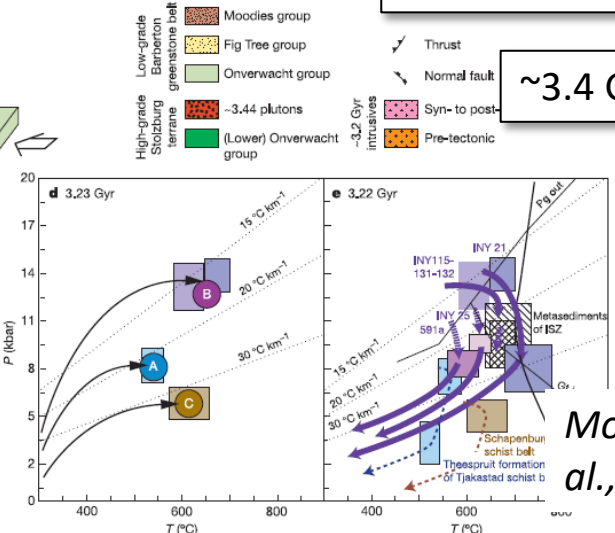 Low-grade
Barberton
greenstone belt
Moodies group
Fig Tree group
Onverwacht group
High-grade
Stolzburg
terrane
~3.44 plutons
(Lower) Onverwacht
group
Thrust
Normal fault
~3.2 Gyr
intrusives
Syn- to post-
Pre-tectonic
~3.4
d 3.23 Gyr
15 °C km⁻¹
20 °C km⁻¹
30 °C km⁻¹
A
B
C
P (kbar)
20
17
14
11
8
5
2
400
600
800
T (°C)
e 3.22 Gyr
Pg out
INY 21
INY115-
131-132
INY 25
591a
Metasediments
of ISZ
15 °C km⁻¹
20 °C km⁻¹
30 °C km⁻¹
Schapenbur
schist belt
Theespruit formation
of Tjakastad schist b
400
600
800
T (°C)
al.,